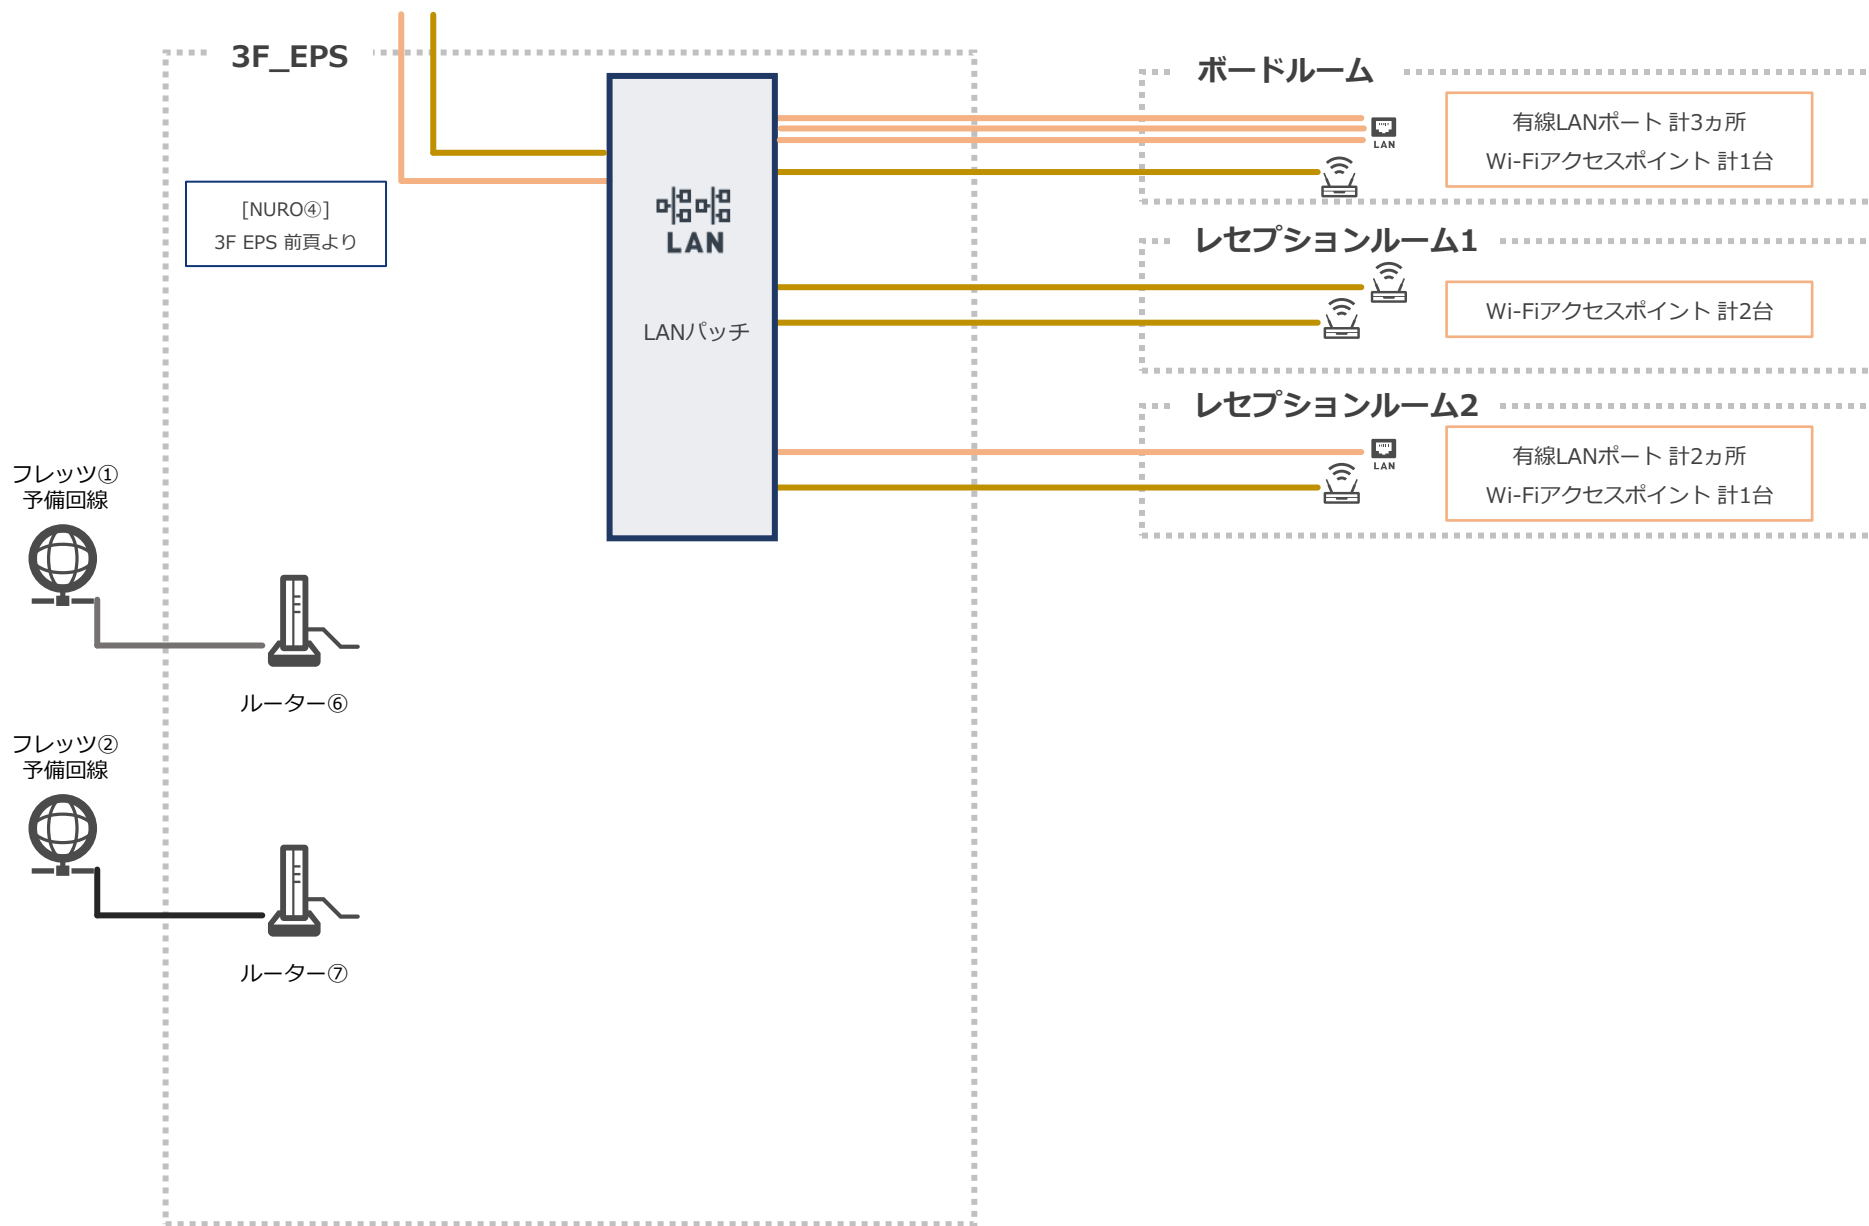 3F_EPS
[NURO④]
3F EPS 前頁より
LAN
LANパッチ
ボードルーム
LAN
有線LANポート 計3ヵ所
Wi-Fiアクセスポイント 計1台
レセプションルーム1
Wi-Fiアクセスポイント 計2台
レセプションルーム2
LAN
有線LANポート 計2ヵ所
Wi-Fiアクセスポイント 計1台
フレッツ①
予備回線
ルーター⑥
フレッツ②
予備回線
ルーター⑦